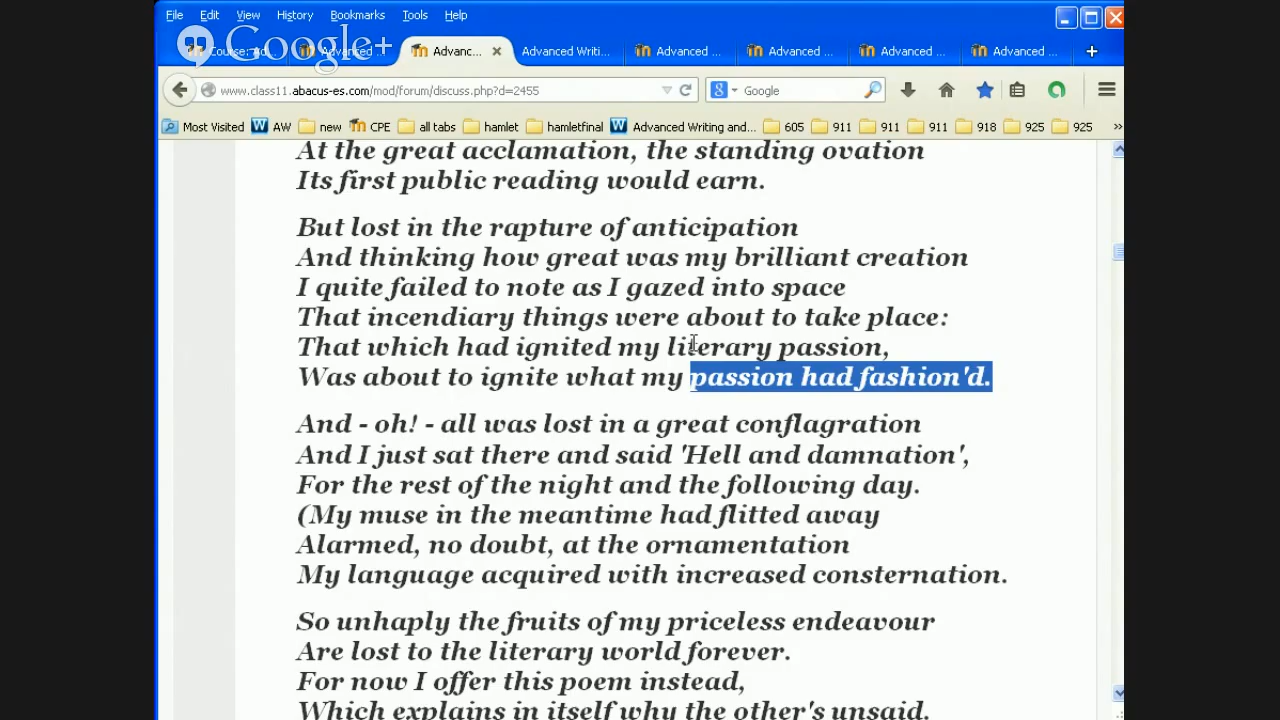 File Edit View History Bookmarks Tools Help
Google+
Course: Ad Advanced Advanc... Advanced Writi... Advanced ... Advanced ... Advanced ... Advanced ...
www.class11.abacus-es.com/mod/forum/discuss.php?d=2455 Google
Most Visited AW new CPE all tabs hamlet hamletfinal Advanced Writing and... 605 911 911 911 918 925 925 »
At the great acclamation, the standing ovation
Its first public reading would earn.
But lost in the rapture of anticipation
And thinking how great was my brilliant creation
I quite failed to note as I gazed into space
That incendiary things were about to take place:
That which had ignited my literary passion,
Was about to ignite what my passion had fashion'd.
And - oh! - all was lost in a great conflagration
And I just sat there and said 'Hell and damnation',
For the rest of the night and the following day.
(My muse in the meantime had flitted away
Alarmed, no doubt, at the ornamentation
My language acquired with increased consternation.
So unhaply the fruits of my priceless endeavour
Are lost to the literary world forever.
For now I offer this poem instead,
Which explains in itself why the other's unsaid.